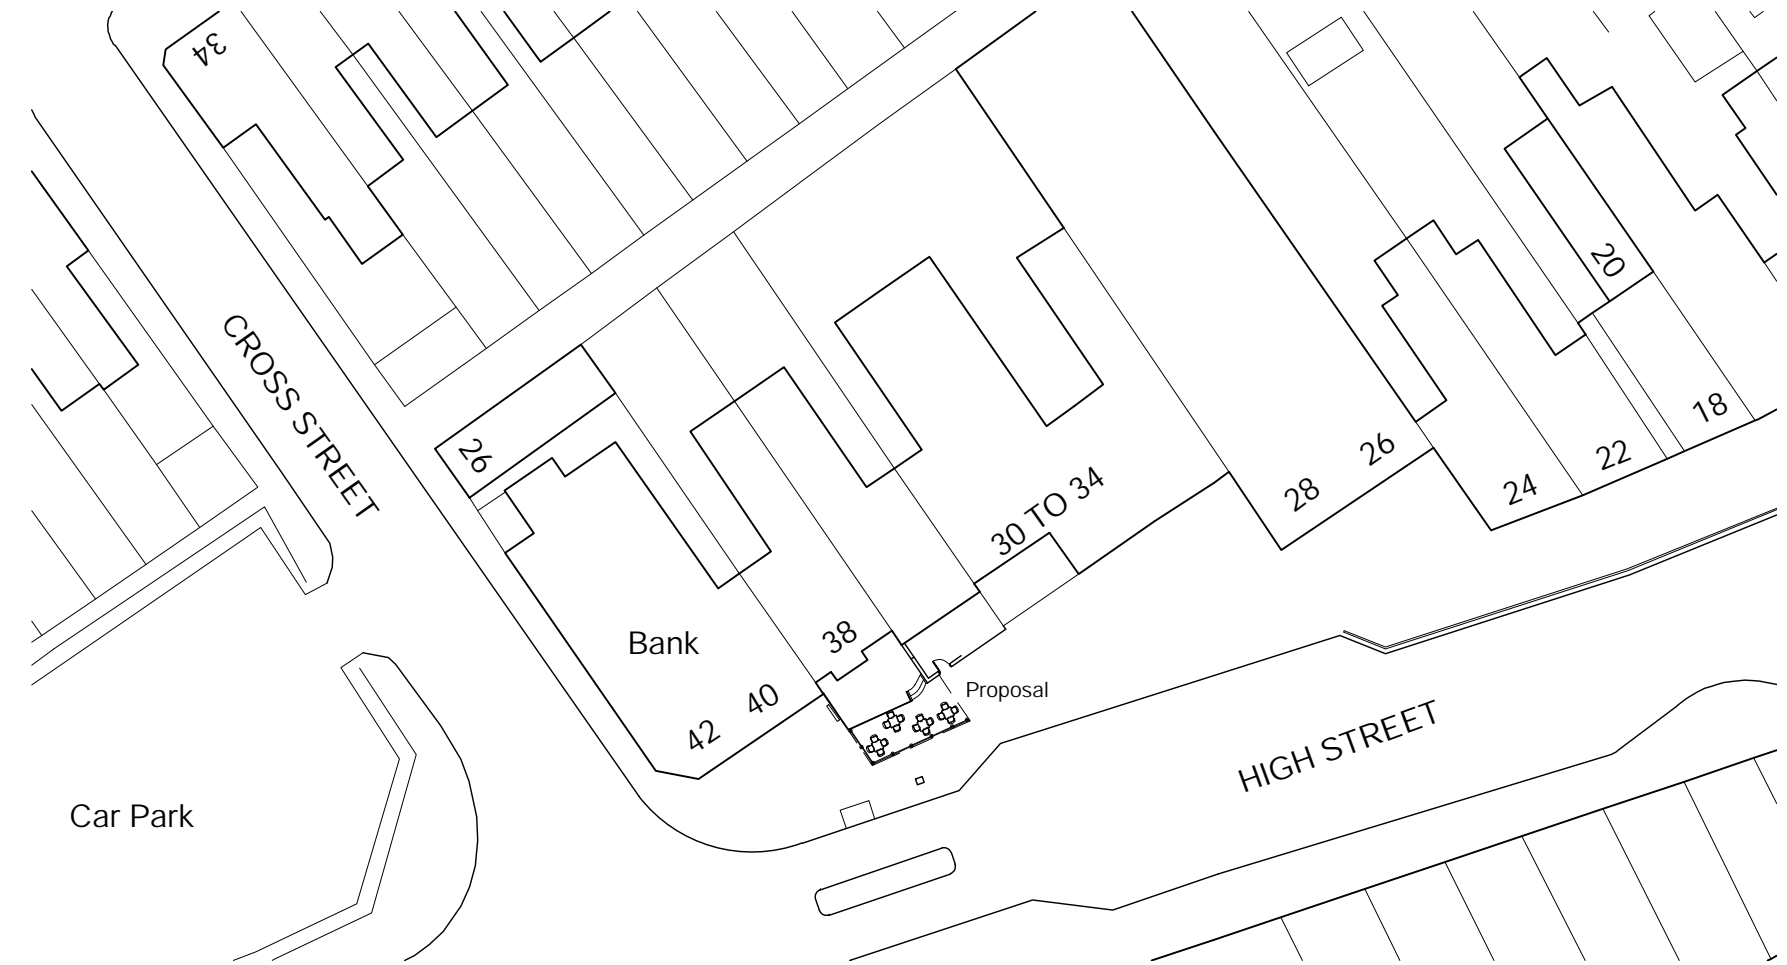 34
CROSS STREET
26
20
18
22
24
26
28
30 TO 34
38
Bank
40
42
Proposal
HIGH STREET
Car Park